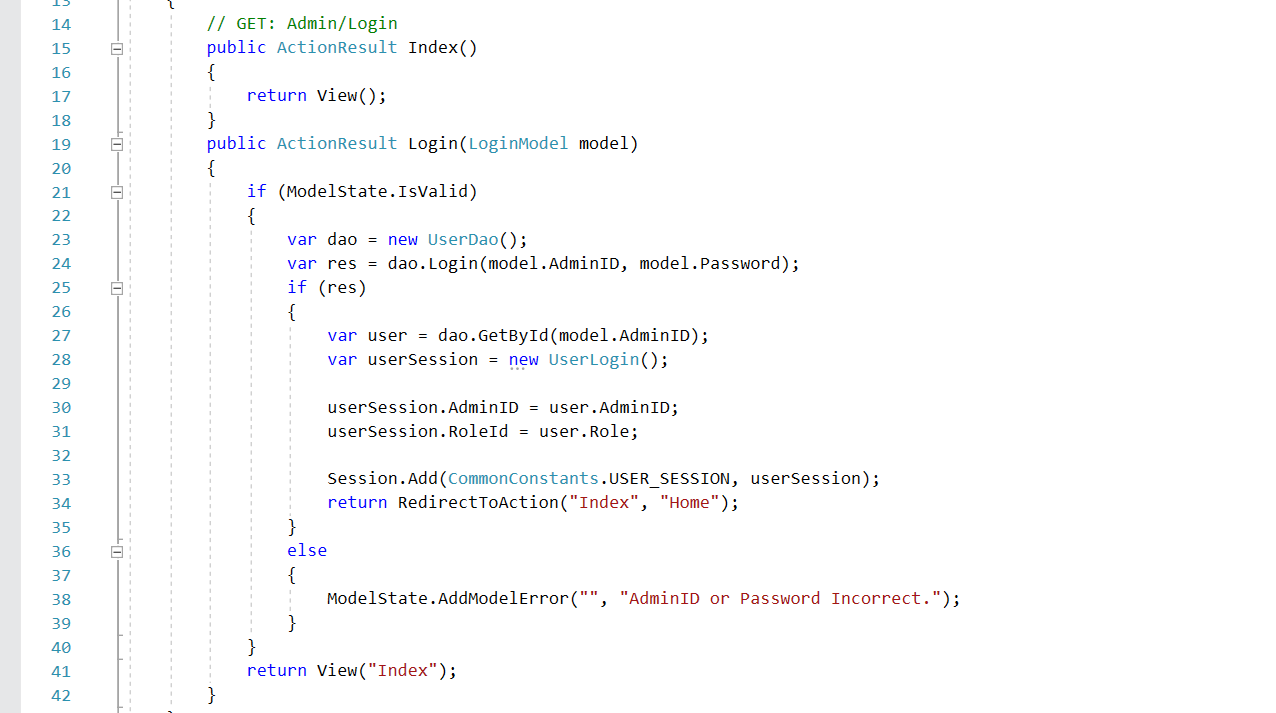 13 {
14 // GET: Admin/Login
15 public ActionResult Index()
16 {
17 return View();
18 }
19 public ActionResult Login(LoginModel model)
20 {
21 if (ModelState.IsValid)
22 {
23 var dao = new UserDao();
24 var res = dao.Login(model.AdminID, model.Password);
25 if (res)
26 {
27 var user = dao.GetById(model.AdminID);
28 var userSession = new UserLogin();
29
30 userSession.AdminID = user.AdminID;
31 userSession.RoleId = user.Role;
32
33 Session.Add(CommonConstants.USER_SESSION, userSession);
34 return RedirectToAction("Index", "Home");
35 }
36 else
37 {
38 ModelState.AddModelError("", "AdminID or Password Incorrect.");
39 }
40 }
41 return View("Index");
42 }